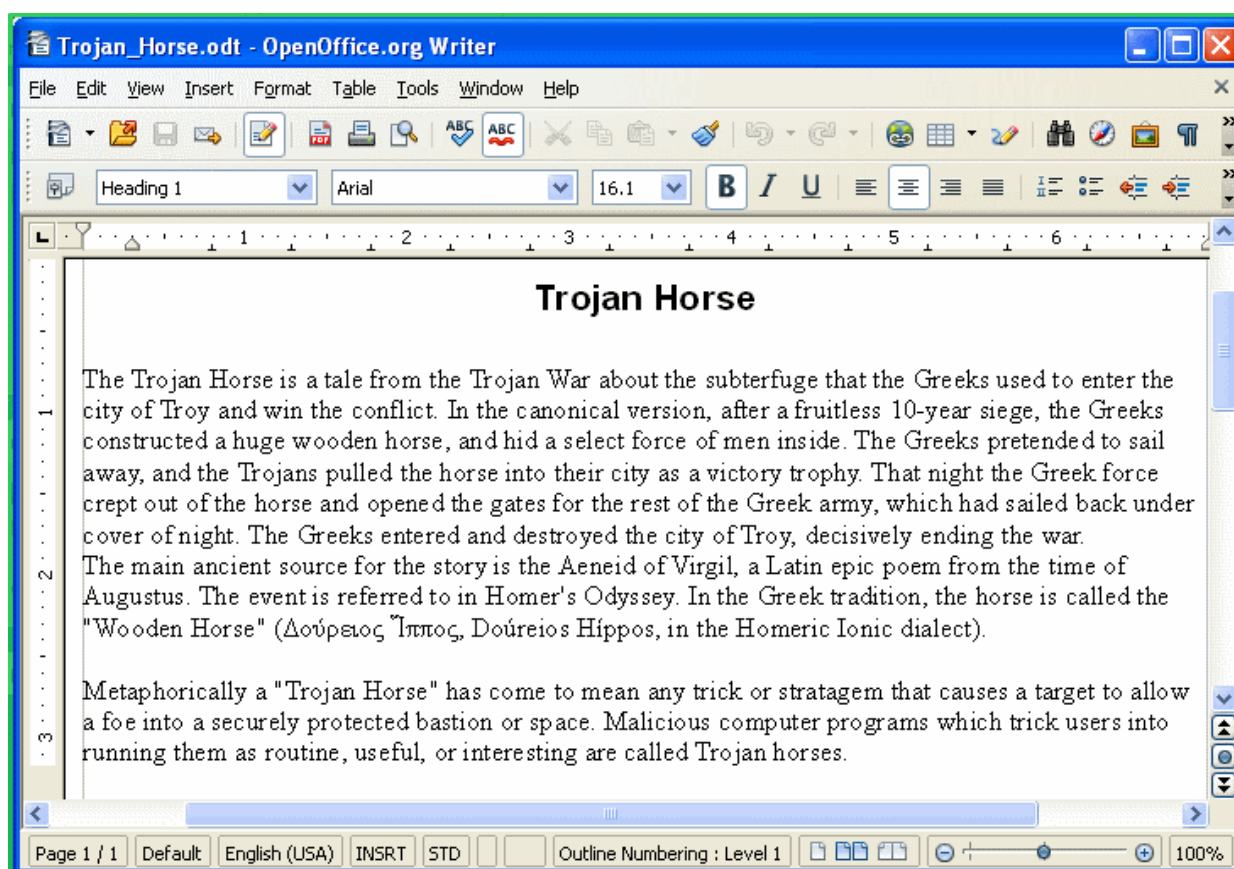 Trojan_Horse.odt - OpenOffice.org Writer
File Edit View Insert Format Table Tools Window Help
PDF ABC ABC
Heading 1 Arial 16.1 B I U
1 2 3 4 5 6
Trojan Horse
The Trojan Horse is a tale from the Trojan War about the subterfuge that the Greeks used to enter the
city of Troy and win the conflict. In the canonical version, after a fruitless 10-year siege, the Greeks
constructed a huge wooden horse, and hid a select force of men inside. The Greeks pretended to sail
away, and the Trojans pulled the horse into their city as a victory trophy. That night the Greek force
crept out of the horse and opened the gates for the rest of the Greek army, which had sailed back under
cover of night. The Greeks entered and destroyed the city of Troy, decisively ending the war.
The main ancient source for the story is the Aeneid of Virgil, a Latin epic poem from the time of
Augustus. The event is referred to in Homer's Odyssey. In the Greek tradition, the horse is called the
"Wooden Horse" (Δούρειος Ἵππος, Doúreios Híppos, in the Homeric Ionic dialect).
Metaphorically a "Trojan Horse" has come to mean any trick or stratagem that causes a target to allow
a foe into a securely protected bastion or space. Malicious computer programs which trick users into
running them as routine, useful, or interesting are called Trojan horses.
1
2
3
Page 1 / 1 Default English (USA) INSRT STD Outline Numbering : Level 1 100%